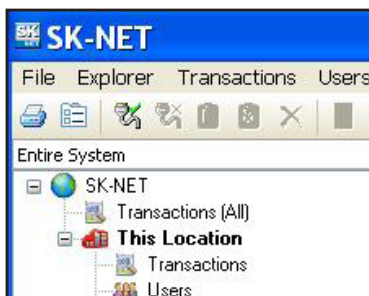 SK-NET
File Explorer Transactions Users
Entire System
SK-NET
Transactions (All)
This Location
Transactions
Users